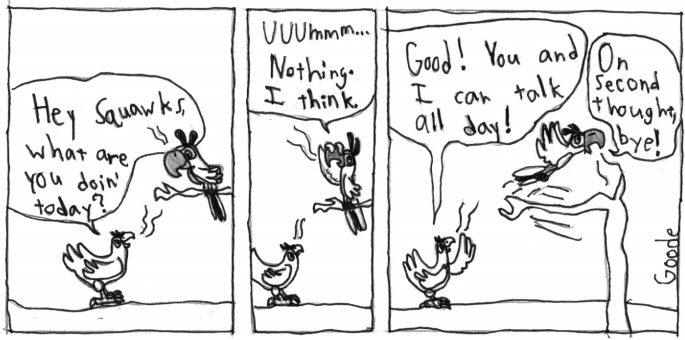 Hey Squawks,
what are
you doin'
today?
UUUmmm...
Nothing.
I think.
Good! You and
I can talk
all day!
On
second
thought,
bye!
Goode